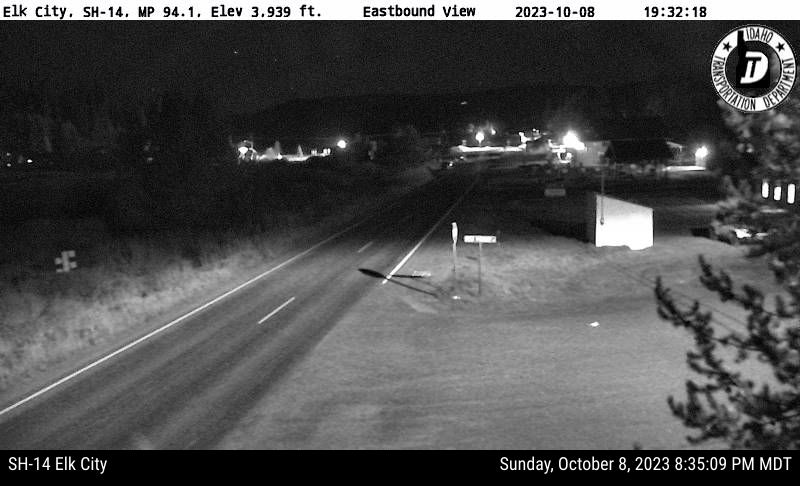 Elk City, SH-14, MP 94.1, Elev 3,939 ft. Eastbound View 2023-10-08 19:32:18
IDAHO
TRANSPORTATION DEPARTMENT
SH-14 Elk City Sunday, October 8, 2023 8:35:09 PM MDT